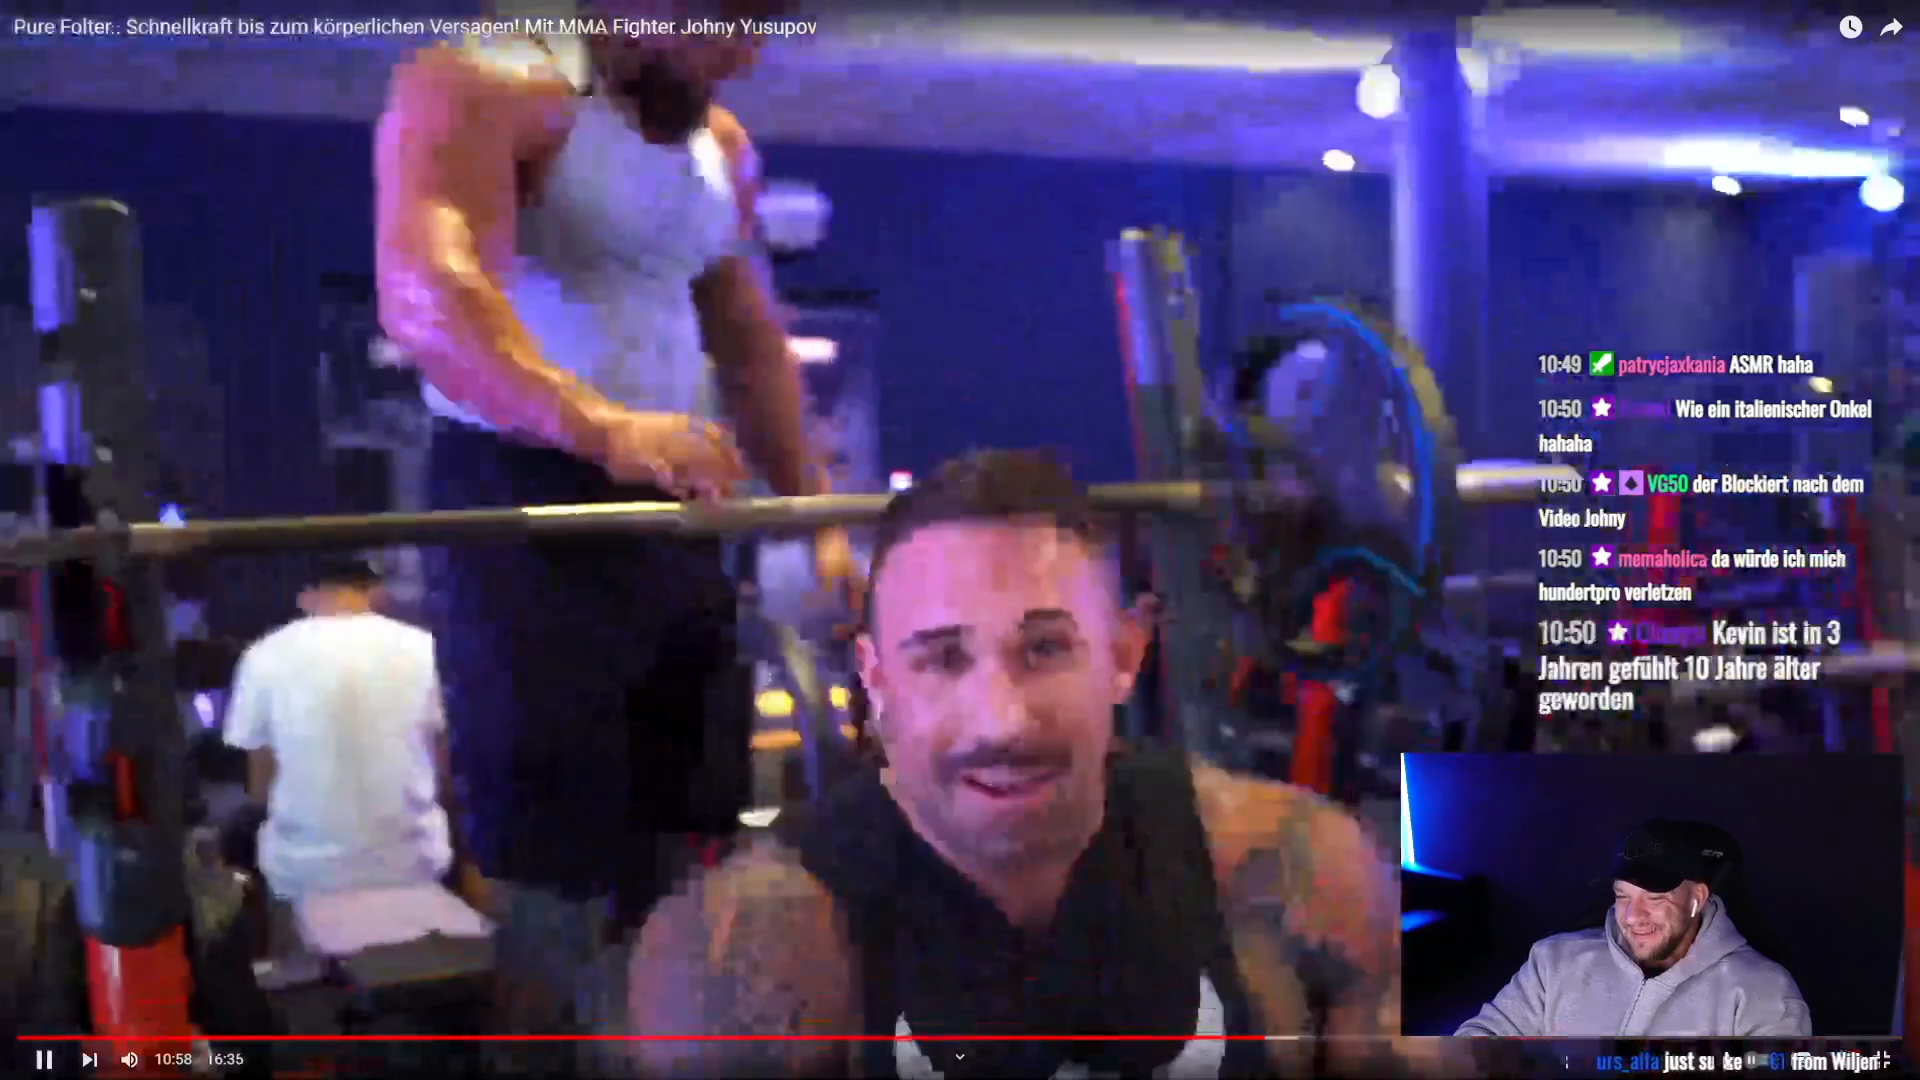 Pure Folter.: Schnellkraft bis zum körperlichen Versagen! Mit MMA Fighter Johny Yusupov
10:49 patrycjaxkania ASMR haha
10:50 Wie ein italienischer Onkel
hahaha
10:50 VG50 der Blockiert nach dem
Video Johny
10:50 memaholica da würde ich mich
hundertpro verletzen
10:50 Kevin ist in 3
Jahren gefühlt 10 Jahre älter
geworden
10:58 16:35
urs_alfa just from Wiljen